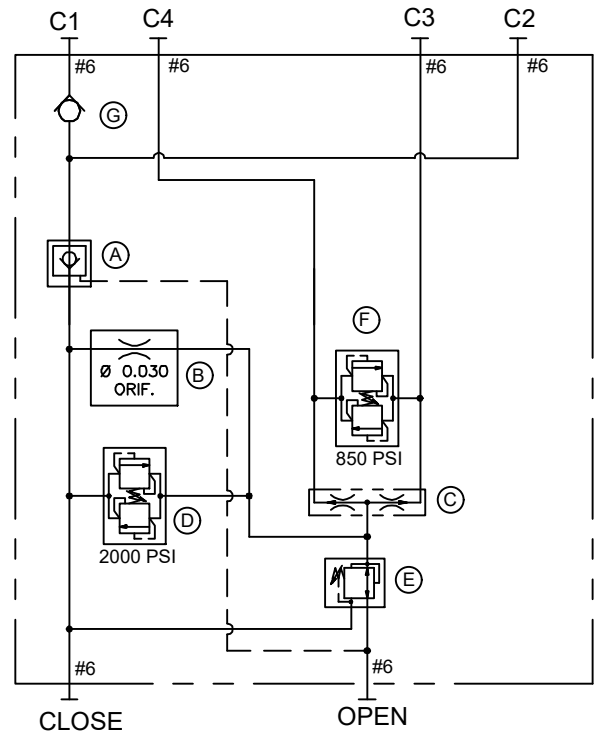 C1 C4 C3 C2
#6 #6 #6 #6
G
A
F
B
Ø 0.030
ORIF.
850 PSI
C
D
2000 PSI
E
#6 #6
CLOSE OPEN